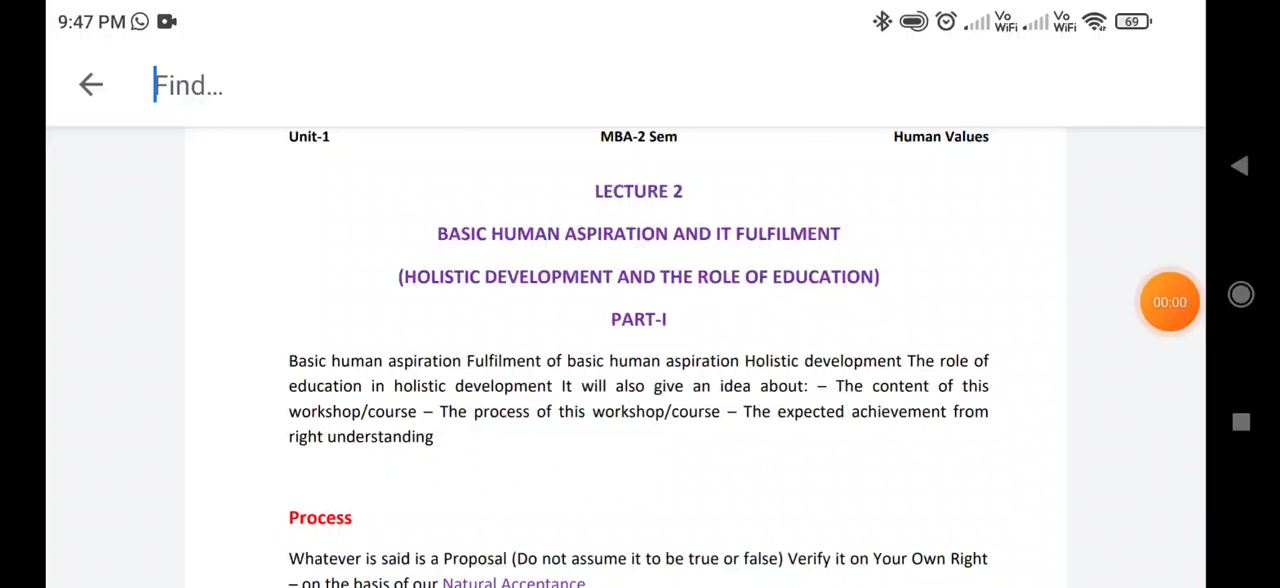 9:47 PM
Vo WiFi Vo WiFi 69
Find...
Unit-1 MBA-2 Sem Human Values
LECTURE 2
BASIC HUMAN ASPIRATION AND IT FULFILMENT
(HOLISTIC DEVELOPMENT AND THE ROLE OF EDUCATION)
00:00
PART-I
Basic human aspiration Fulfilment of basic human aspiration Holistic development The role of
education in holistic development It will also give an idea about: – The content of this
workshop/course – The process of this workshop/course – The expected achievement from
right understanding
Process
Whatever is said is a Proposal (Do not assume it to be true or false) Verify it on Your Own Right
– on the basis of our Natural Acceptance